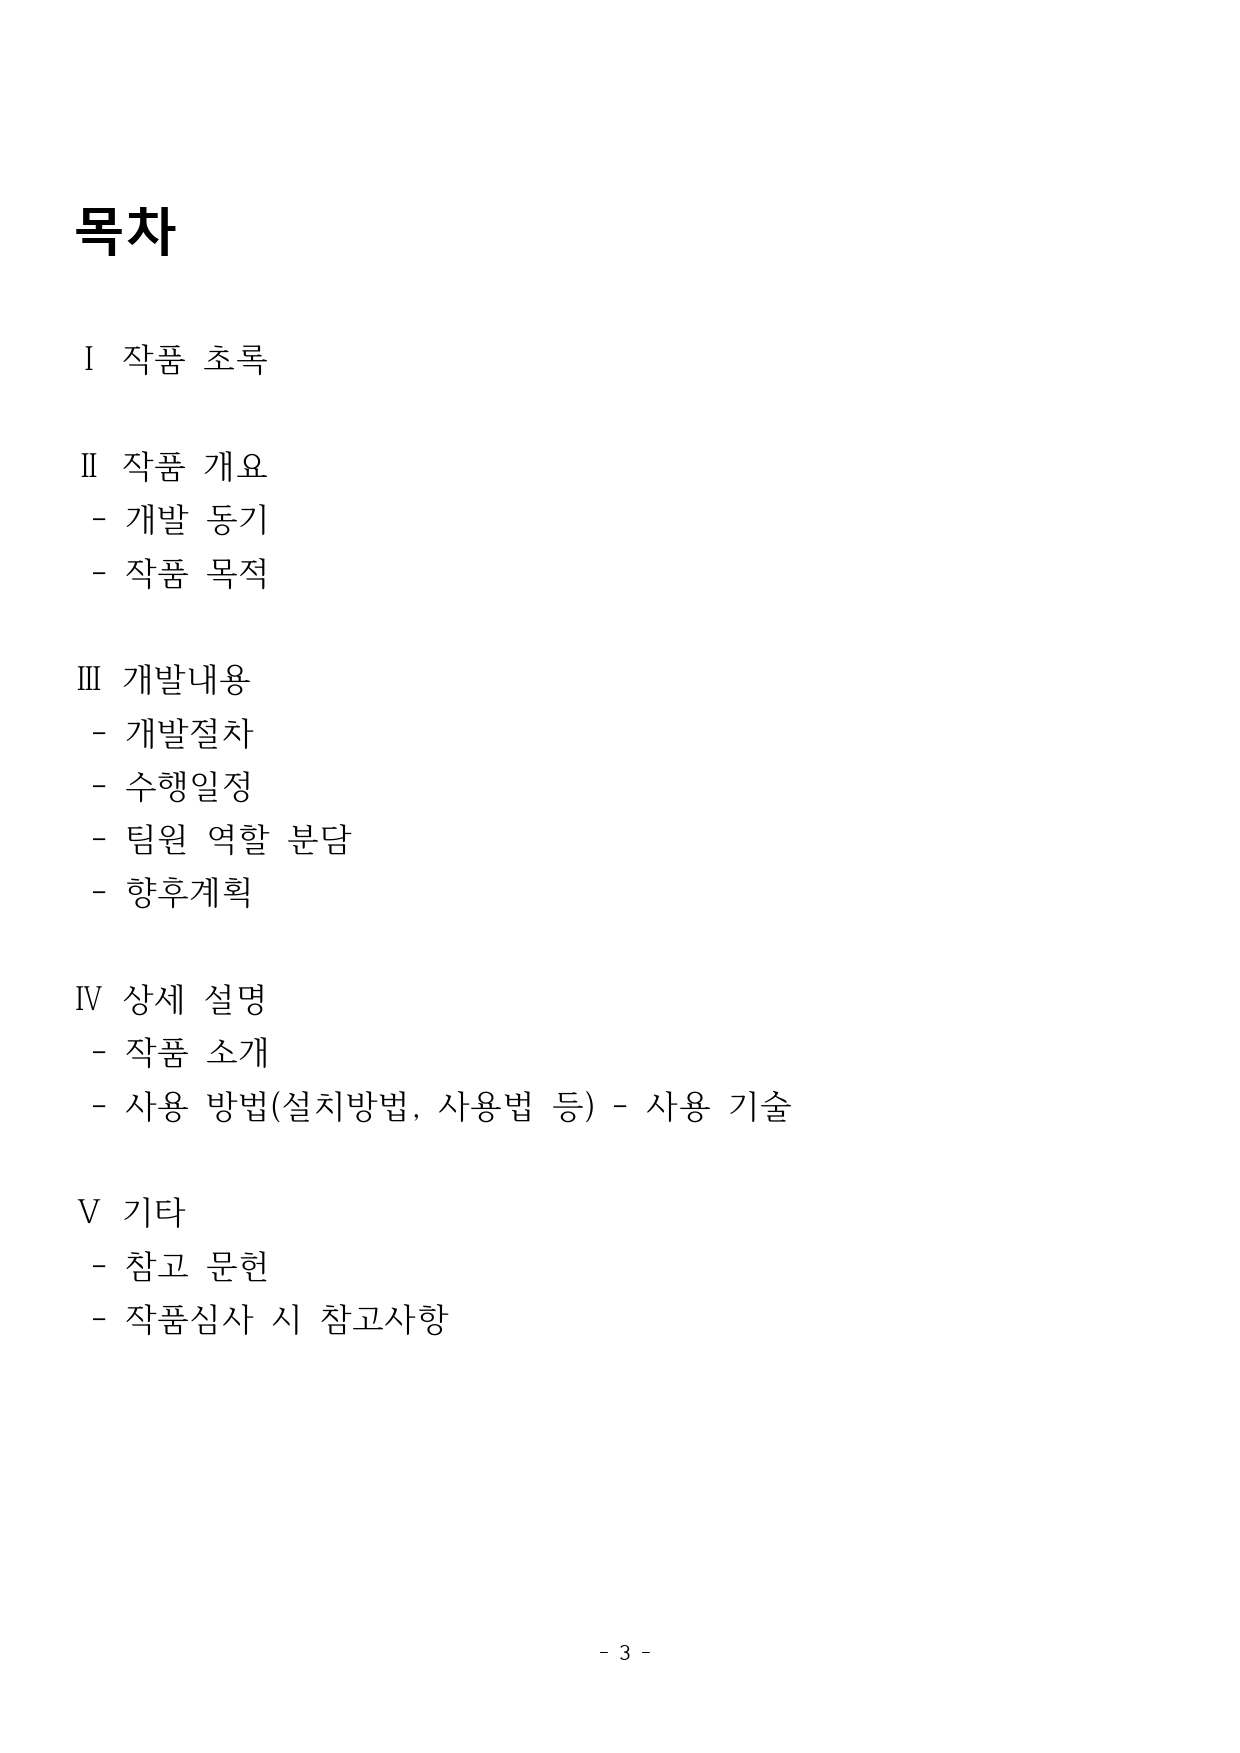 목차
Ⅰ 작품 초록
Ⅱ 작품 개요
- 개발 동기
- 작품 목적
Ⅲ 개발내용
- 개발절차
- 수행일정
- 팀원 역할 분담
- 향후계획
Ⅳ 상세 설명
- 작품 소개
- 사용 방법(설치방법, 사용법 등) - 사용 기술
Ⅴ 기타
- 참고 문헌
- 작품심사 시 참고사항
- 3 -